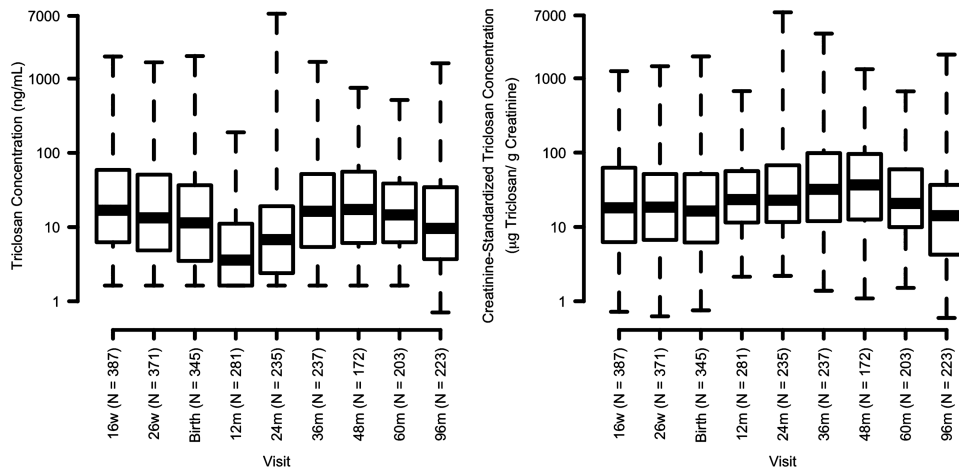 Triclosan Concentration (ng/mL)
7000
1000
100
10
1
16w (N = 387)
26w (N = 371)
Birth (N = 345)
12m (N = 281)
24m (N = 235)
36m (N = 237)
48m (N = 172)
60m (N = 203)
96m (N = 223)
Visit
Creatinine-Standardized Triclosan Concentration
(μg Triclosan/ g Creatinine)
7000
1000
100
10
1
16w (N = 387)
26w (N = 371)
Birth (N = 345)
12m (N = 281)
24m (N = 235)
36m (N = 237)
48m (N = 172)
60m (N = 203)
96m (N = 223)
Visit